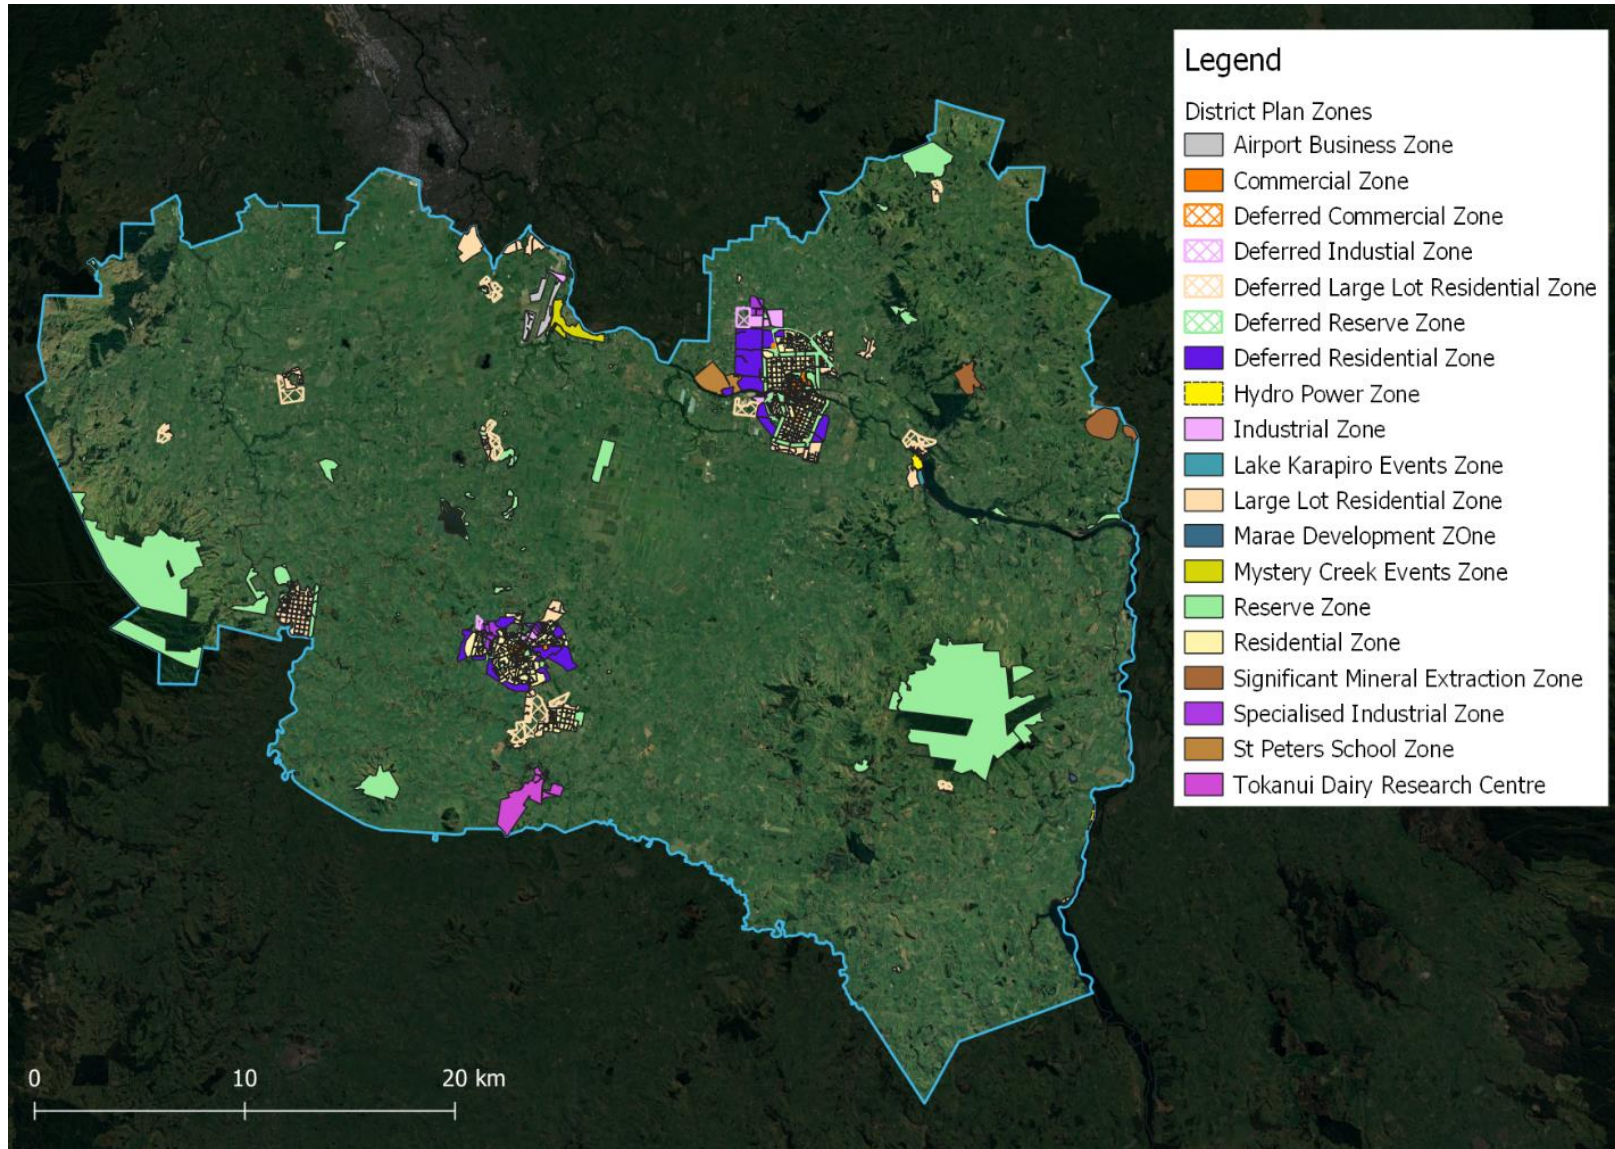 Legend
District Plan Zones
Airport Business Zone
Commercial Zone
Deferred Commercial Zone
Deferred Industial Zone
Deferred Large Lot Residential Zone
Deferred Reserve Zone
Deferred Residential Zone
Hydro Power Zone
Industrial Zone
Lake Karapiro Events Zone
Large Lot Residential Zone
Marae Development ZOne
Mystery Creek Events Zone
Reserve Zone
Residential Zone
Significant Mineral Extraction Zone
Specialised Industrial Zone
St Peters School Zone
Tokanui Dairy Research Centre
0 10 20 km